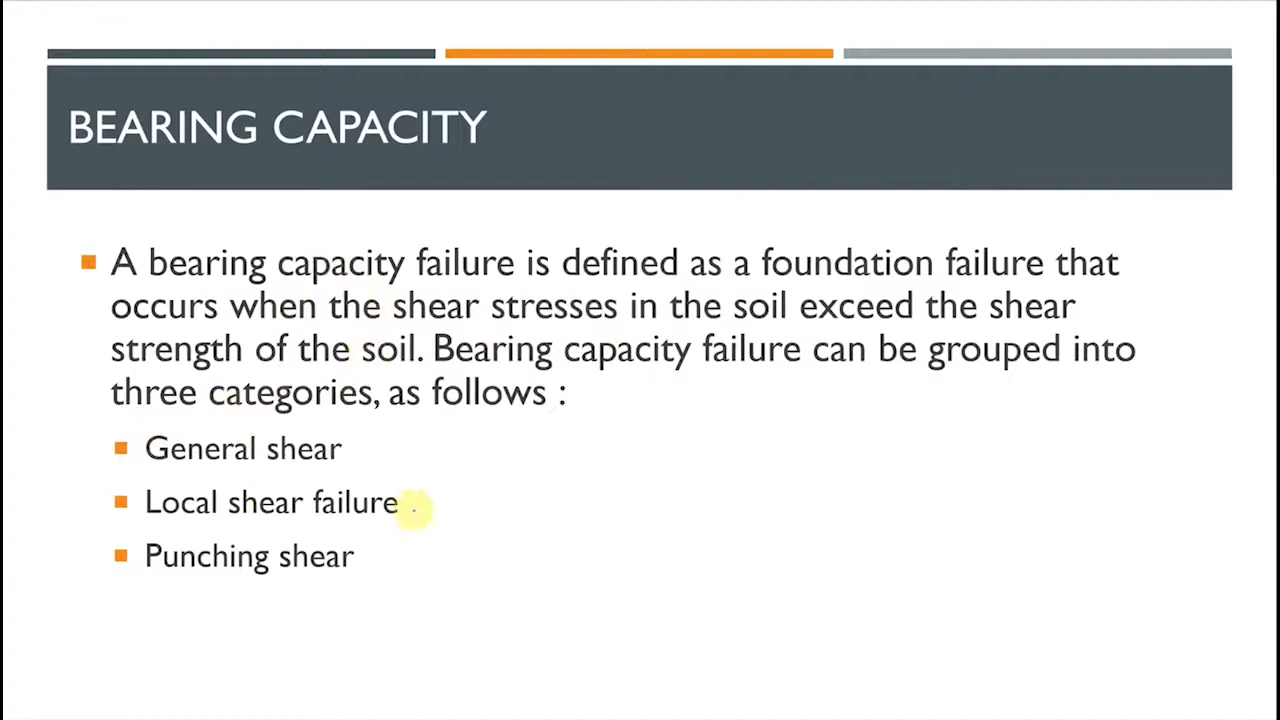 BEARING CAPACITY
A bearing capacity failure is defined as a foundation failure that
occurs when the shear stresses in the soil exceed the shear
strength of the soil. Bearing capacity failure can be grouped into
three categories, as follows :
General shear
Local shear failure
Punching shear